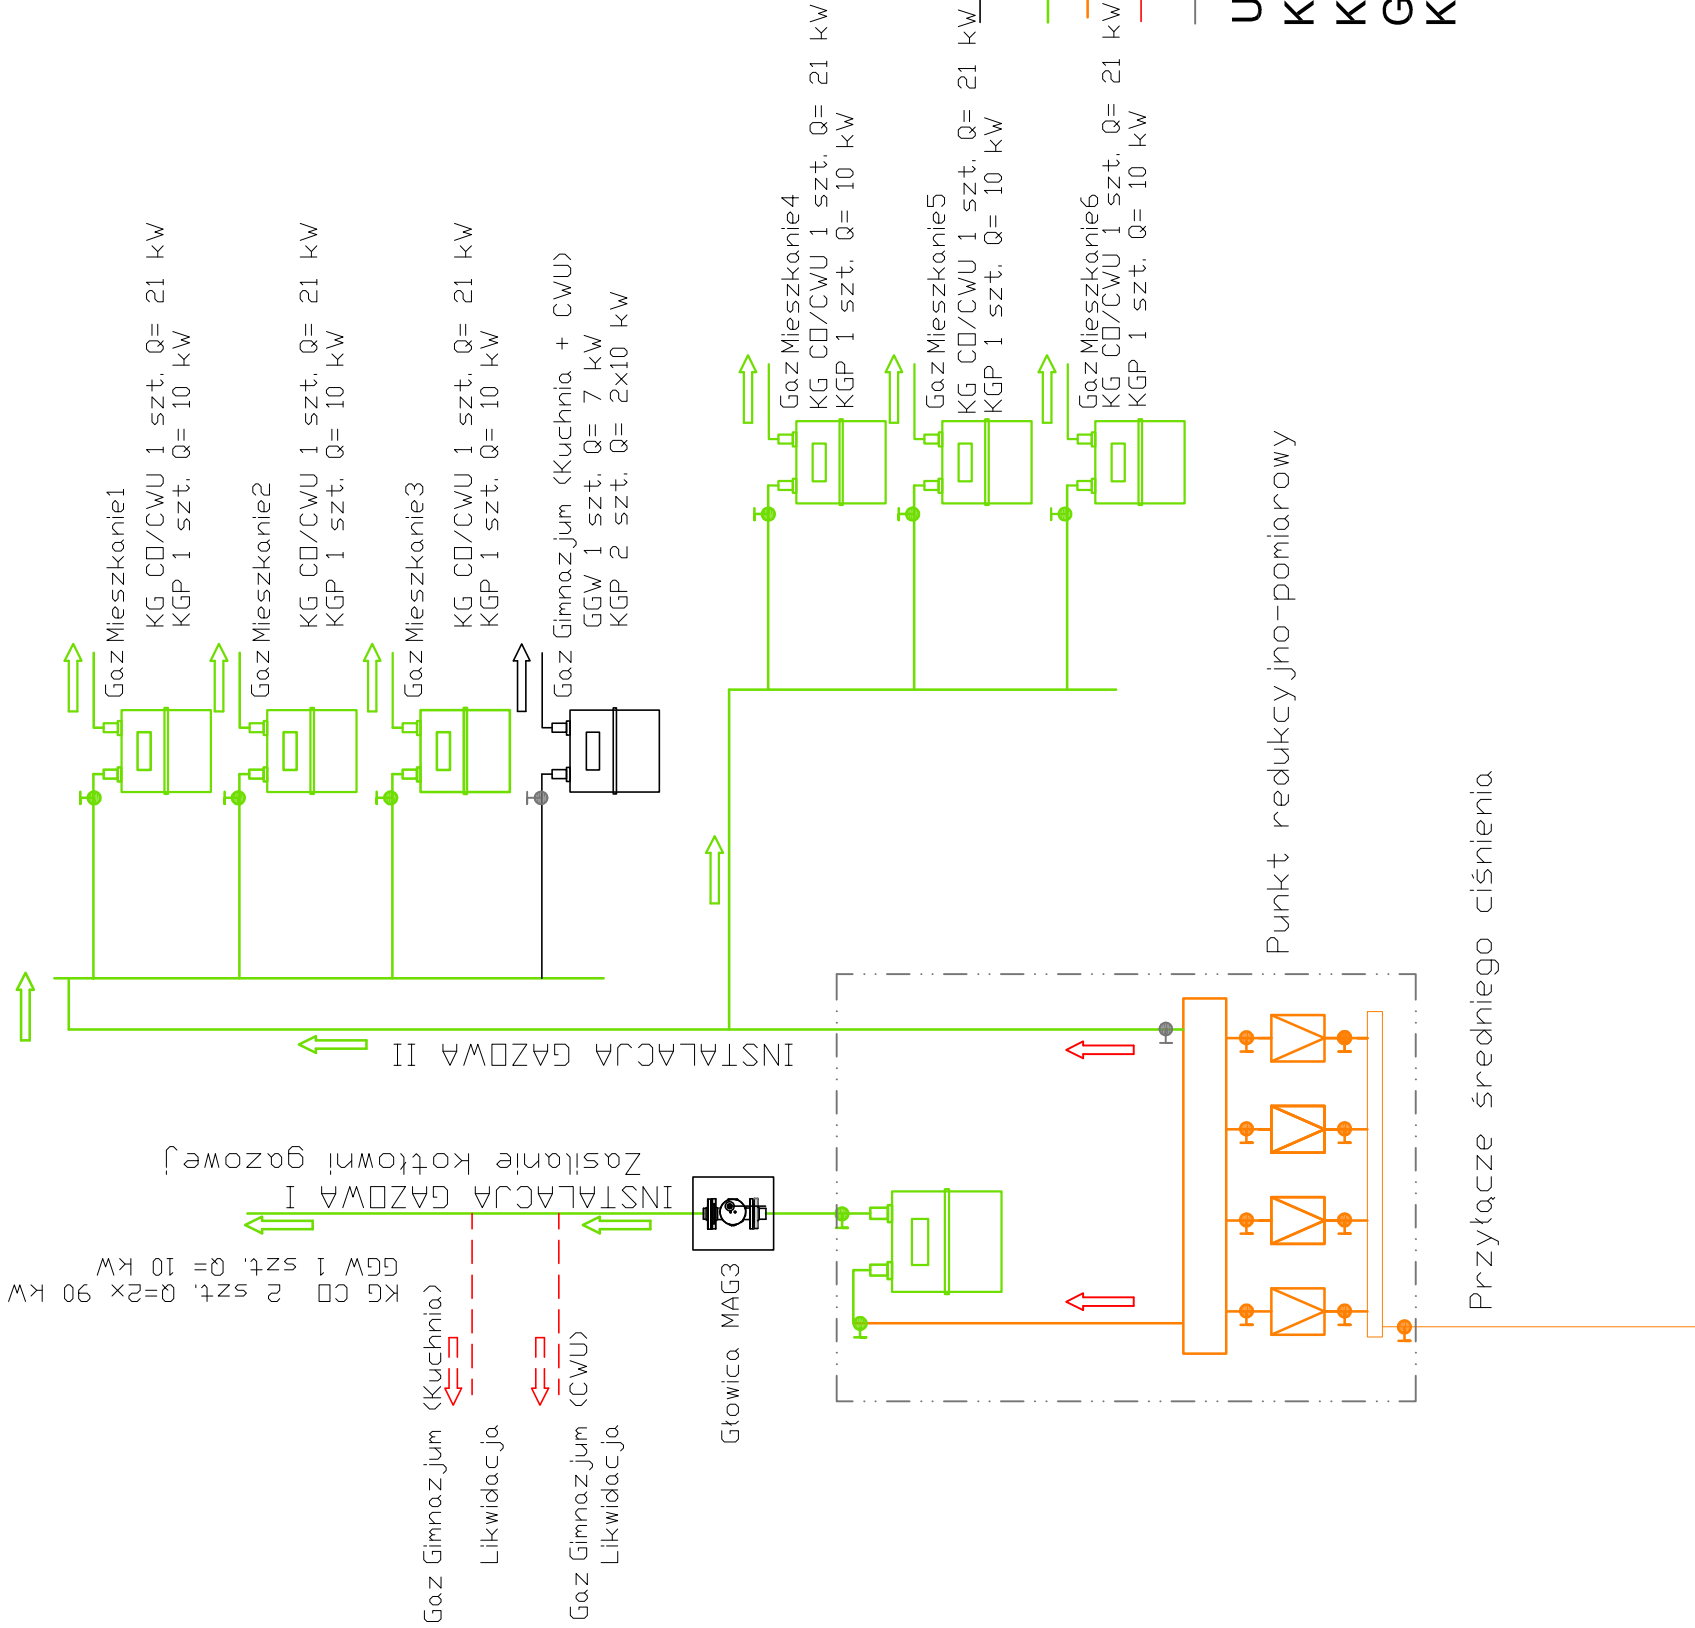 Gaz Mieszkanie1
KG CO/CWU 1 szt. Q= 21 kW
KGP 1 szt. Q= 10 kW
Gaz Mieszkanie2
KG CO/CWU 1 szt. Q= 21 kW
KGP 1 szt. Q= 10 kW
Gaz Mieszkanie3
KG CO/CWU 1 szt. Q= 21 kW
KGP 1 szt. Q= 10 kW
Gaz Gimnazjum (Kuchnia + CWU)
GGW 1 szt. Q= 7 kW
KGP 2 szt. Q= 2x10 kW
Gaz Mieszkanie4
KG CO/CWU 1 szt. Q= 21 kW
KGP 1 szt. Q= 10 kW
Gaz Mieszkanie5
KG CO/CWU 1 szt. Q= 21 kW
KGP 1 szt. Q= 10 kW
Gaz Mieszkanie6
KG CO/CWU 1 szt. Q= 21 kW
KGP 1 szt. Q= 10 kW
U
K
K
G
K
INSTALACJA GAZOWA II
Zasilanie kotłowni gazowej
INSTALACJA GAZOWA I
GGW 1 szt. Q= 10 kW
KG CO 2 szt. Q=2x 90 kW
Gaz Gimnazjum (Kuchnia)
Likwidacja
Gaz Gimnazjum (CWU)
Likwidacja
Głowica MAG3
Punkt redukcyjno-pomiarowy
Przyłącze średniego ciśnienia